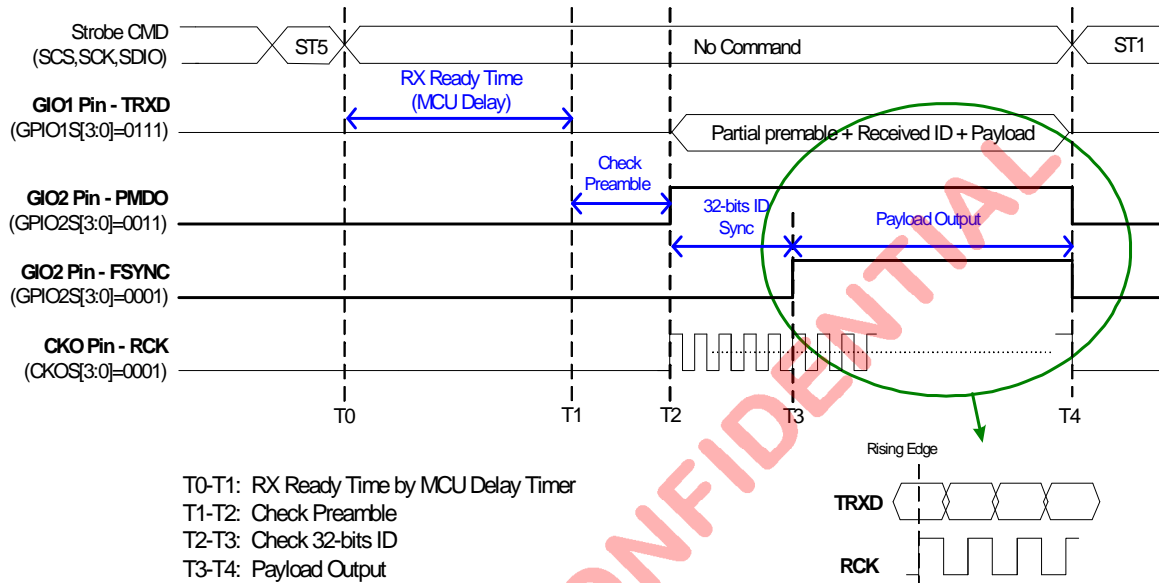 Strobe CMD
(SCS,SCK,SDIO)
ST5
No Command
ST1
RX Ready Time
(MCU Delay)
GIO1 Pin - TRXD
(GPIO1S[3:0]=0111)
Partial premable + Received ID + Payload
Check
Preamble
GIO2 Pin - PMDO
(GPIO2S[3:0]=0011)
32-bits ID
Sync
Payload Output
GIO2 Pin - FSYNC
(GPIO2S[3:0]=0001)
CKO Pin - RCK
(CKOS[3:0]=0001)
T0
T1
T2
T3
T4
T0-T1: RX Ready Time by MCU Delay Timer
T1-T2: Check Preamble
T2-T3: Check 32-bits ID
T3-T4: Payload Output
Rising Edge
TRXD
RCK
CONFIDENTIAL